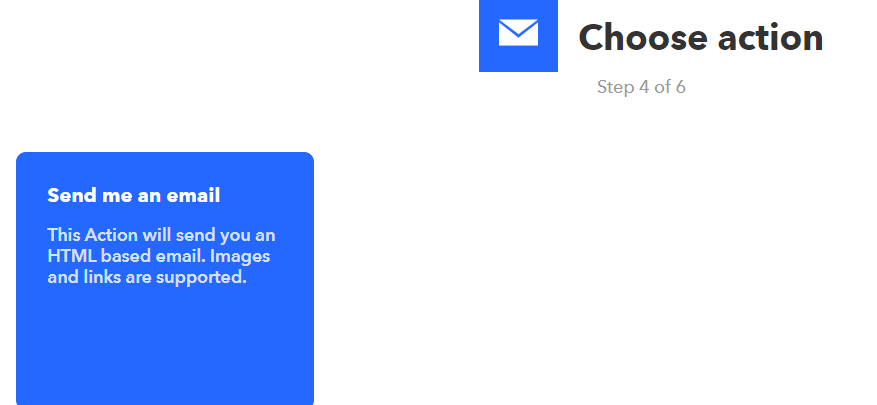 Choose action
Step 4 of 6
Send me an email
This Action will send you an
HTML based email. Images
and links are supported.